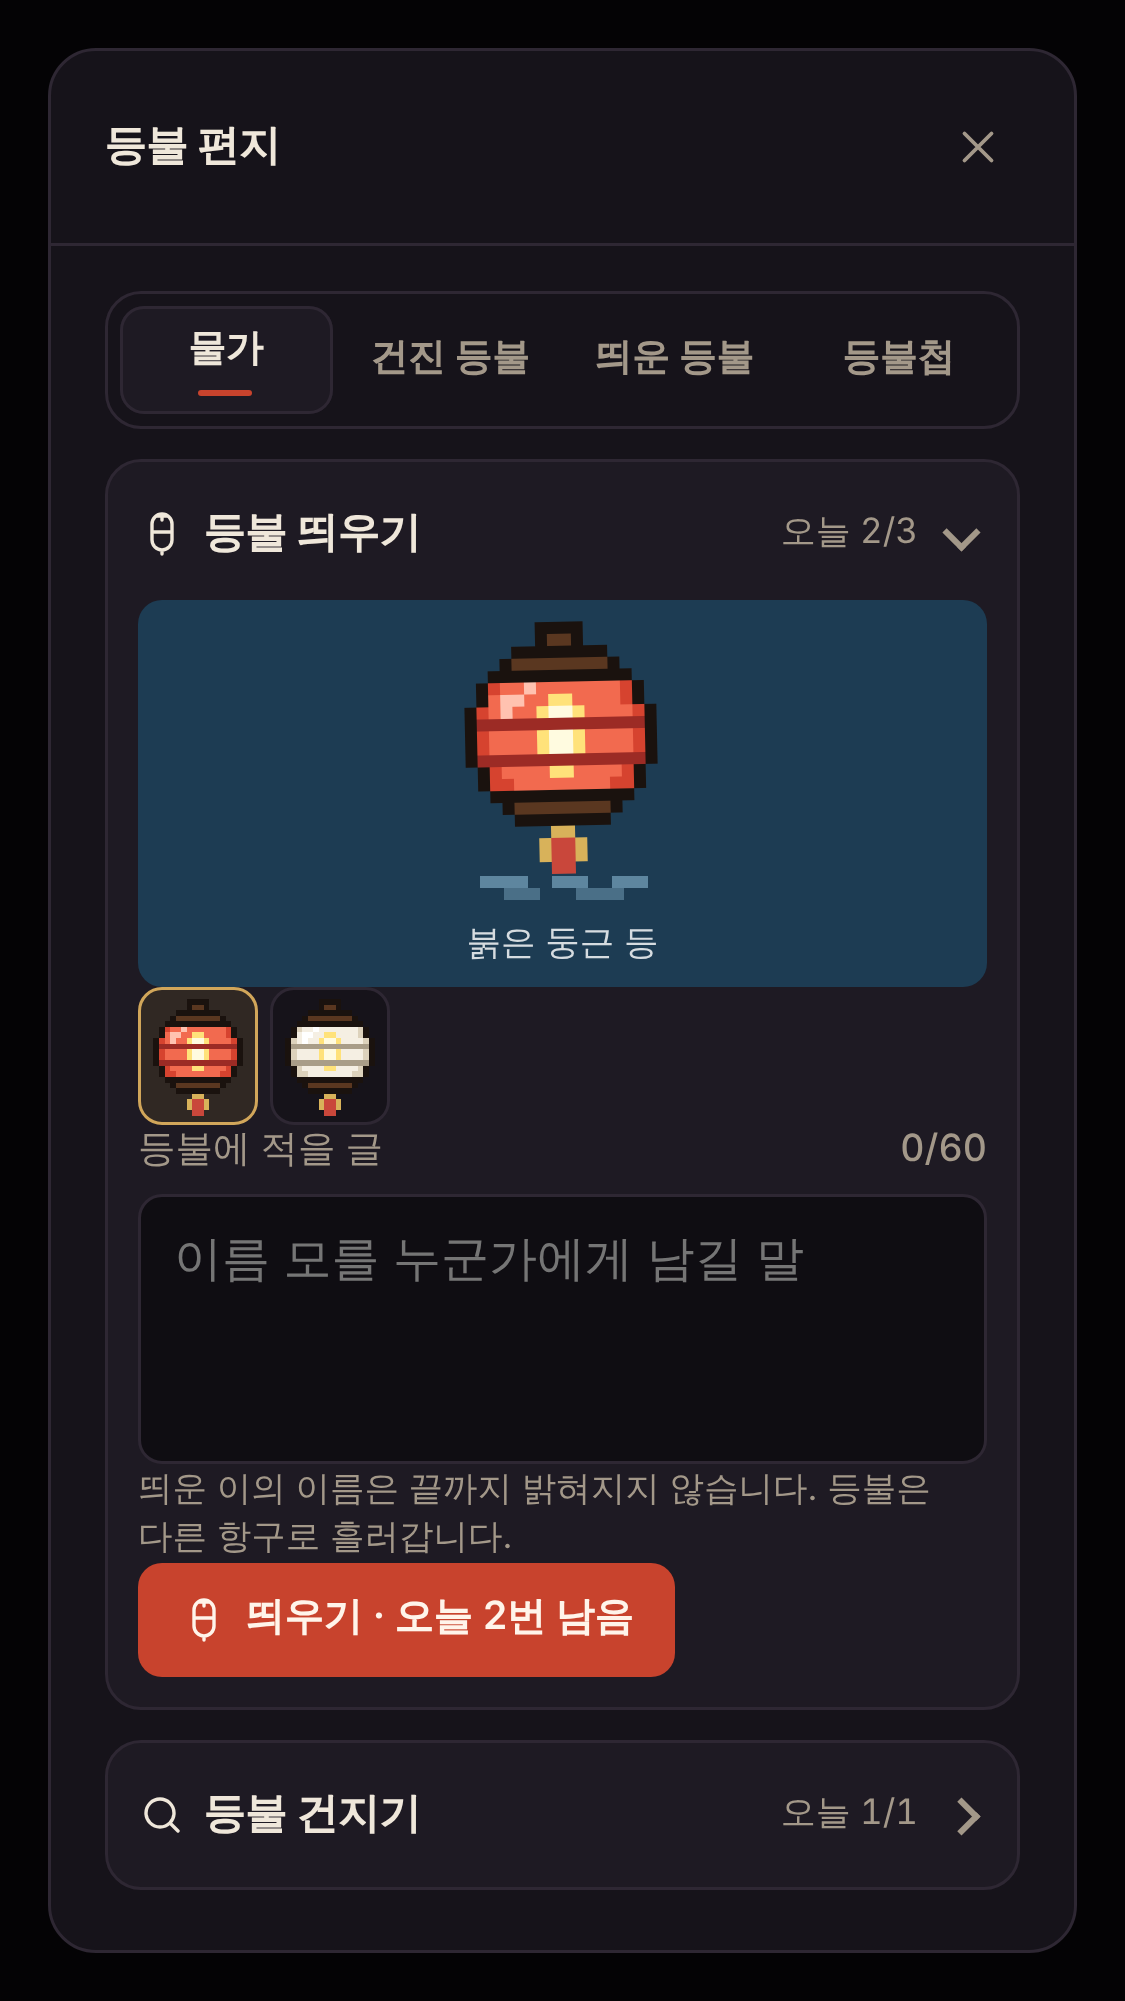 등불 편지
물가
건진 등불
띄운 등불
등불첩
등불 띄우기
오늘 2/3
붉은 둥근 등
등불에 적을 글
0/60
이름 모를 누군가에게 남길 말
띄운 이의 이름은 끝까지 밝혀지지 않습니다. 등불은
다른 항구로 흘러갑니다.
띄우기 · 오늘 2번 남음
등불 건지기
오늘 1/1